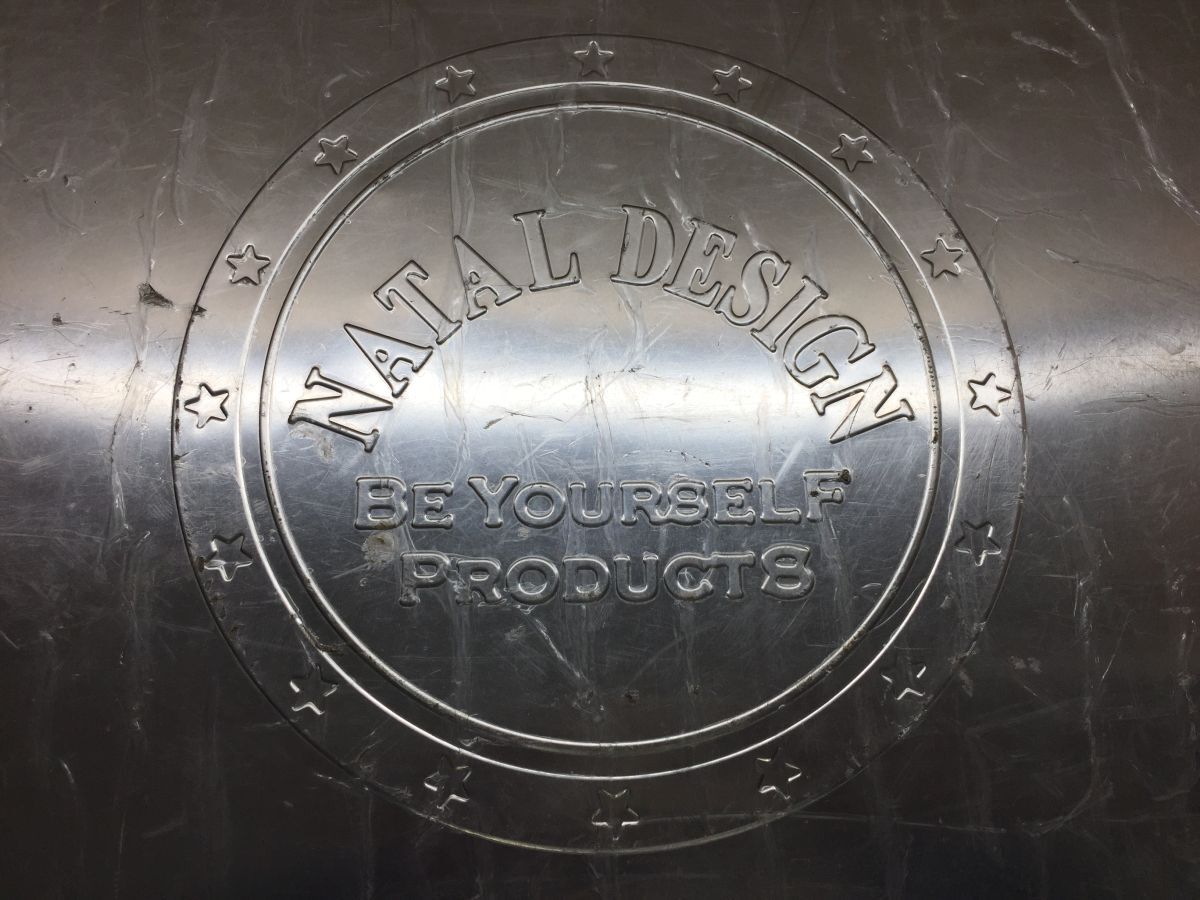 NATAL DESIGN
BE YOURSELF
PRODUCTS